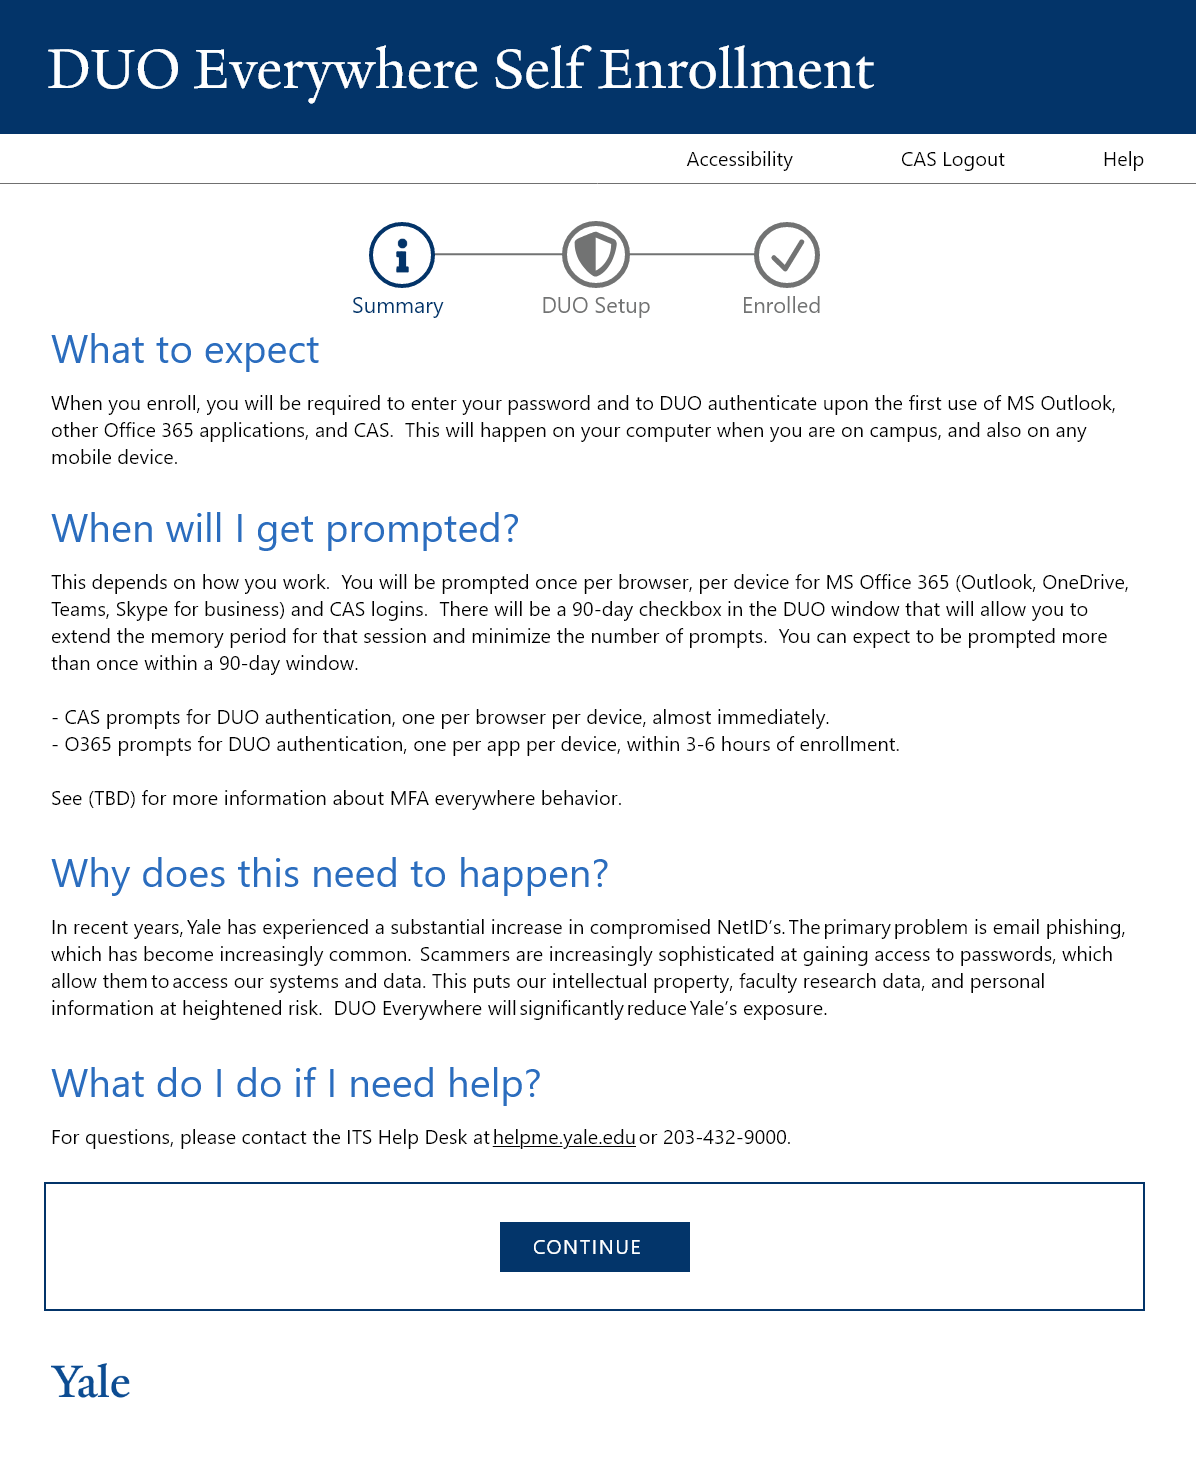 DUO Everywhere Self Enrollment
Accessibility
CAS Logout
Help
Summary
DUO Setup
Enrolled
What to expect
When you enroll, you will be required to enter your password and to DUO authenticate upon the first use of MS Outlook,
other Office 365 applications, and CAS.  This will happen on your computer when you are on campus, and also on any
mobile device.
When will I get prompted?
This depends on how you work.  You will be prompted once per browser, per device for MS Office 365 (Outlook, OneDrive,
Teams, Skype for business) and CAS logins.  There will be a 90-day checkbox in the DUO window that will allow you to
extend the memory period for that session and minimize the number of prompts.  You can expect to be prompted more
than once within a 90-day window.
- CAS prompts for DUO authentication, one per browser per device, almost immediately.
- O365 prompts for DUO authentication, one per app per device, within 3-6 hours of enrollment.
See (TBD) for more information about MFA everywhere behavior.
Why does this need to happen?
In recent years, Yale has experienced a substantial increase in compromised NetID’s. The primary problem is email phishing,
which has become increasingly common.  Scammers are increasingly sophisticated at gaining access to passwords, which
allow them to access our systems and data. This puts our intellectual property, faculty research data, and personal
information at heightened risk.  DUO Everywhere will significantly reduce Yale’s exposure.
What do I do if I need help?
For questions, please contact the ITS Help Desk at helpme.yale.edu or 203-432-9000.
CONTINUE
Yale